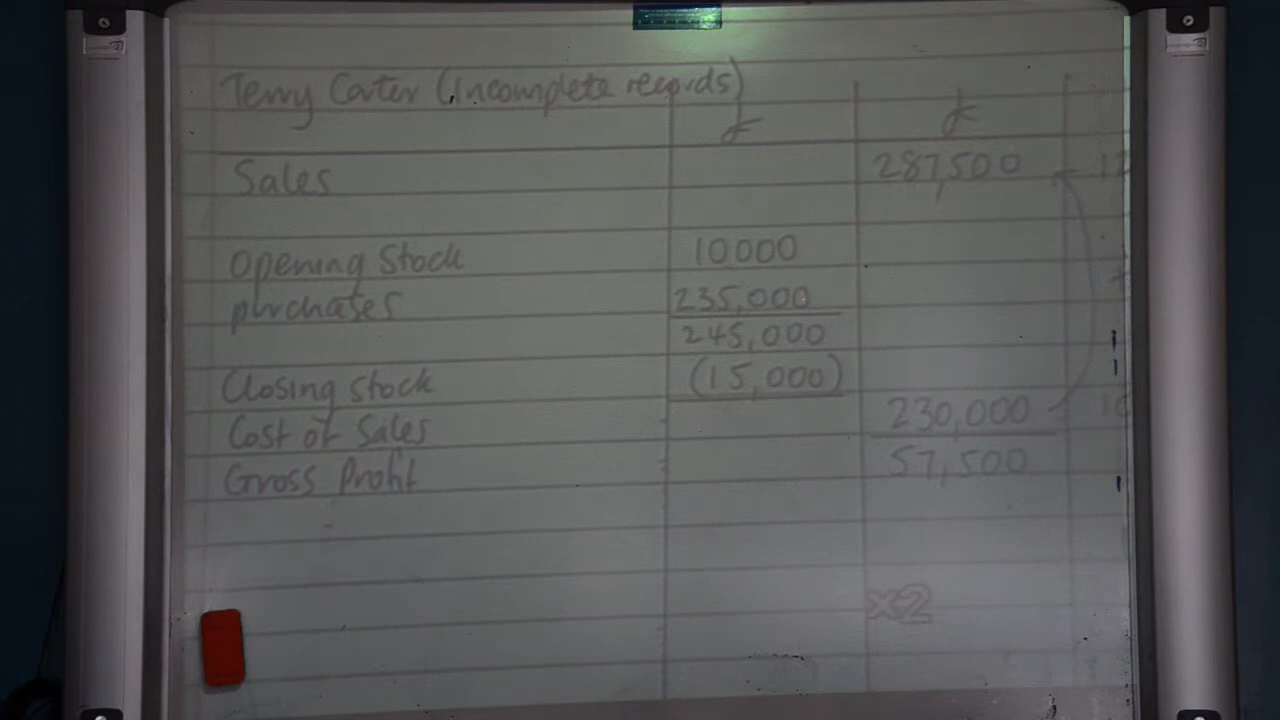 Terry Carter (Incomplete records)
£ £
Sales 287,500
Opening Stock 10000
purchases 235,000
245,000
Closing stock (15,000)
Cost of Sales 230,000
Gross Profit 57,500
x2